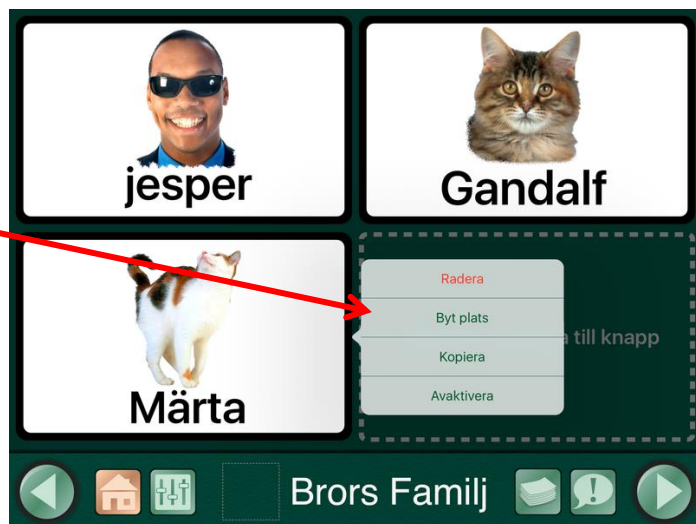 jesper
Gandalf
Märta
Radera
Byt plats
Kopiera
Avaktivera
till knapp
Brors Familj